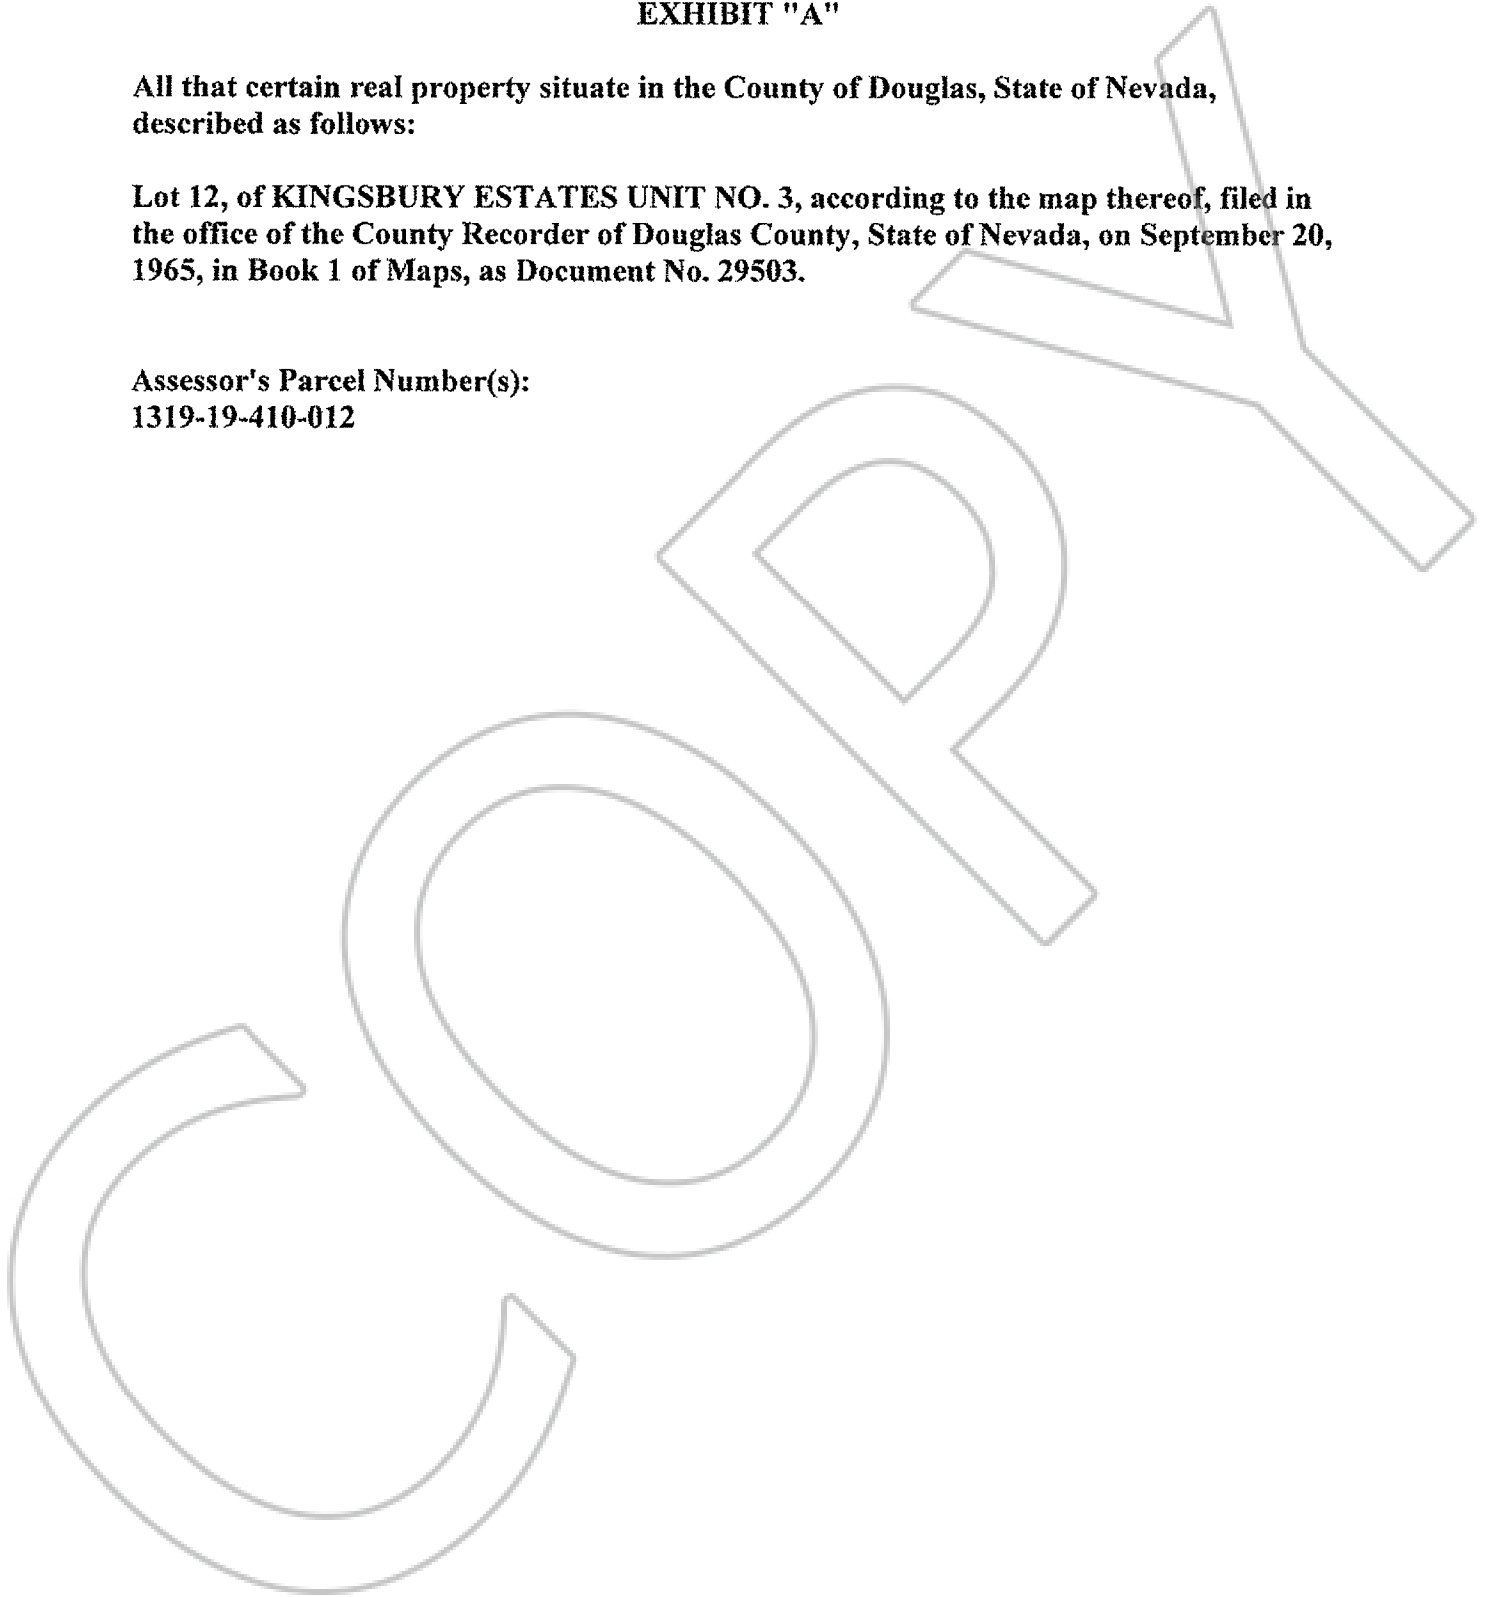 EXHIBIT "A"
All that certain real property situate in the County of Douglas, State of Nevada,
described as follows:
Lot 12, of KINGSBURY ESTATES UNIT NO. 3, according to the map thereof, filed in
the office of the County Recorder of Douglas County, State of Nevada, on September 20,
1965, in Book 1 of Maps, as Document No. 29503.
Assessor's Parcel Number(s):
1319-19-410-012
COPY